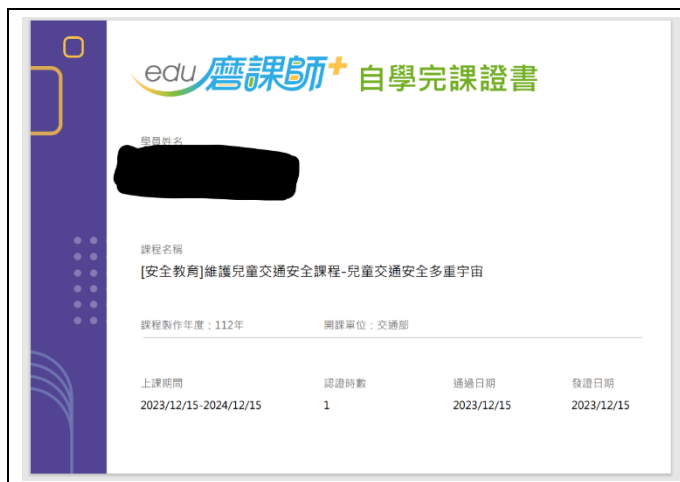 edu磨課師+ 自學完課證書
學員姓名
課程名稱
[安全教育]維護兒童交通安全課程-兒童交通安全多重宇宙
課程製作年度：112年 開課單位：交通部
上課期間 認證時數 通過日期 發證日期
2023/12/15-2024/12/15 1 2023/12/15 2023/12/15